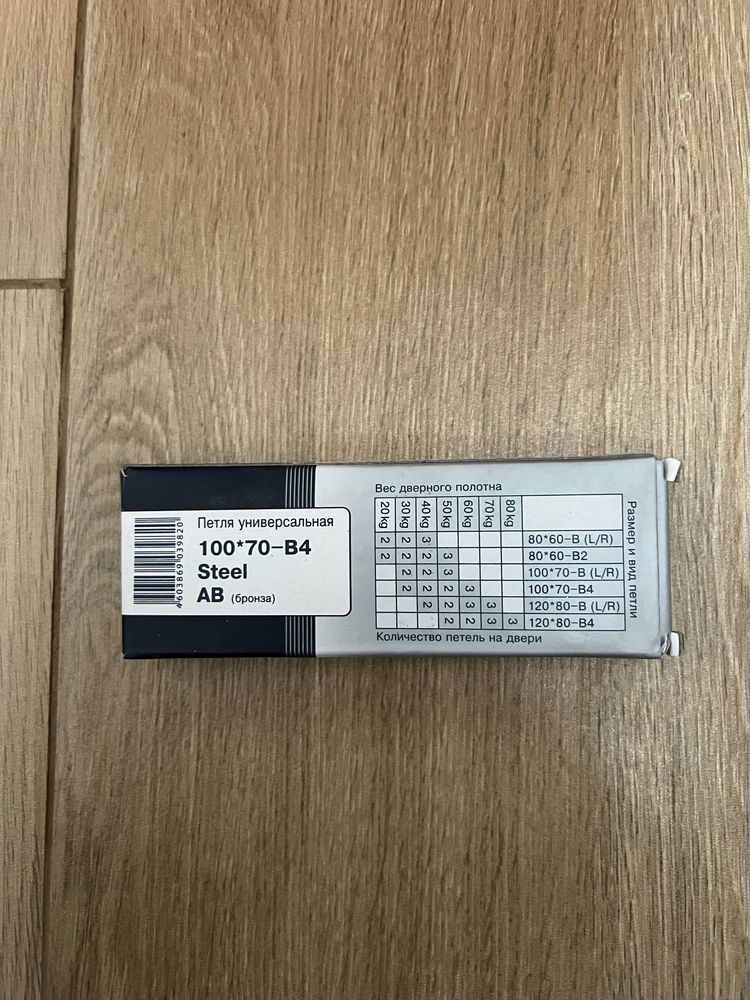 4 603869 039820
Петля универсальная
100*70-B4
Steel
AB (бронза)
Вес дверного полотна
20 kg 30 kg 40 kg 50 kg 60 kg 70 kg 80 kg
2 2 3 80*60-B (L/R)
2 2 2 3 80*60-B2
2 2 3 100*70-B (L/R)
2 2 2 3 100*70-B4
2 2 3 3 120*80-B (L/R)
2 2 3 3 120*80-B4
Размер и вид петли
Количество петель на двери